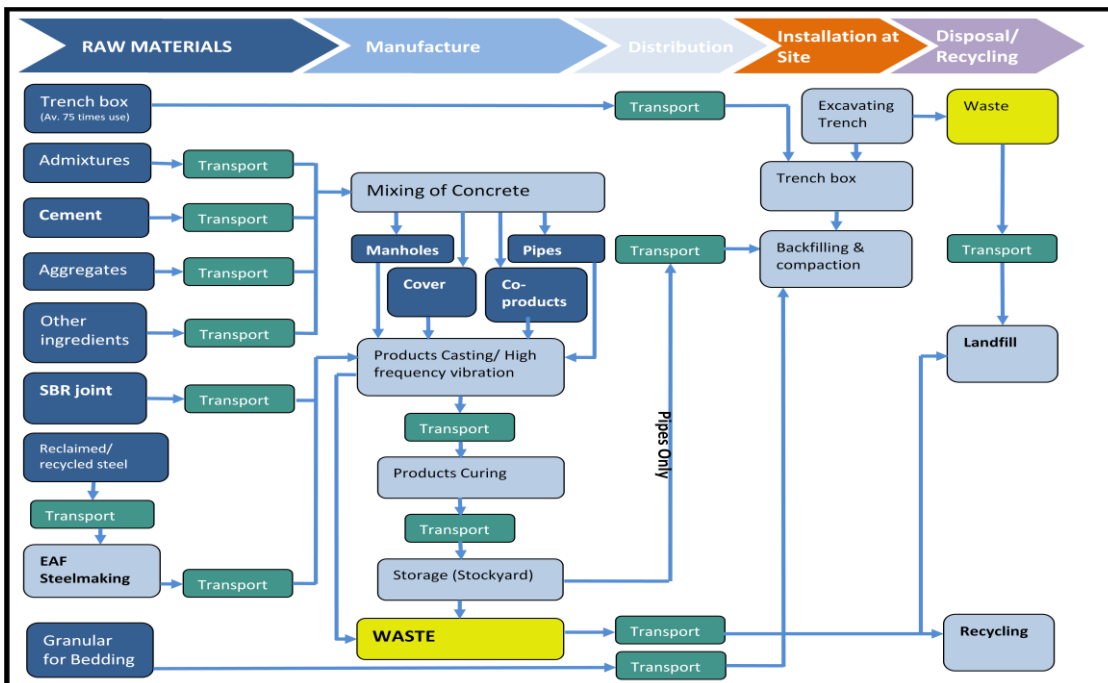 RAW MATERIALS
Manufacture
Distribution
Installation at
Site
Disposal/
Recycling
Trench box
(Av. 75 times use)
Transport
Excavating
Trench
Waste
Admixtures
Transport
Mixing of Concrete
Trench box
Cement
Transport
Manholes
Pipes
Transport
Backfilling &
compaction
Transport
Aggregates
Transport
Cover
Co-
products
Other
ingredients
Transport
Products Casting/ High
frequency vibration
Landfill
SBR joint
Transport
Transport
Pipes Only
Reclaimed/
recycled steel
Products Curing
Transport
Transport
EAF
Steelmaking
Transport
Storage (Stockyard)
WASTE
Transport
Recycling
Granular
for Bedding
Transport